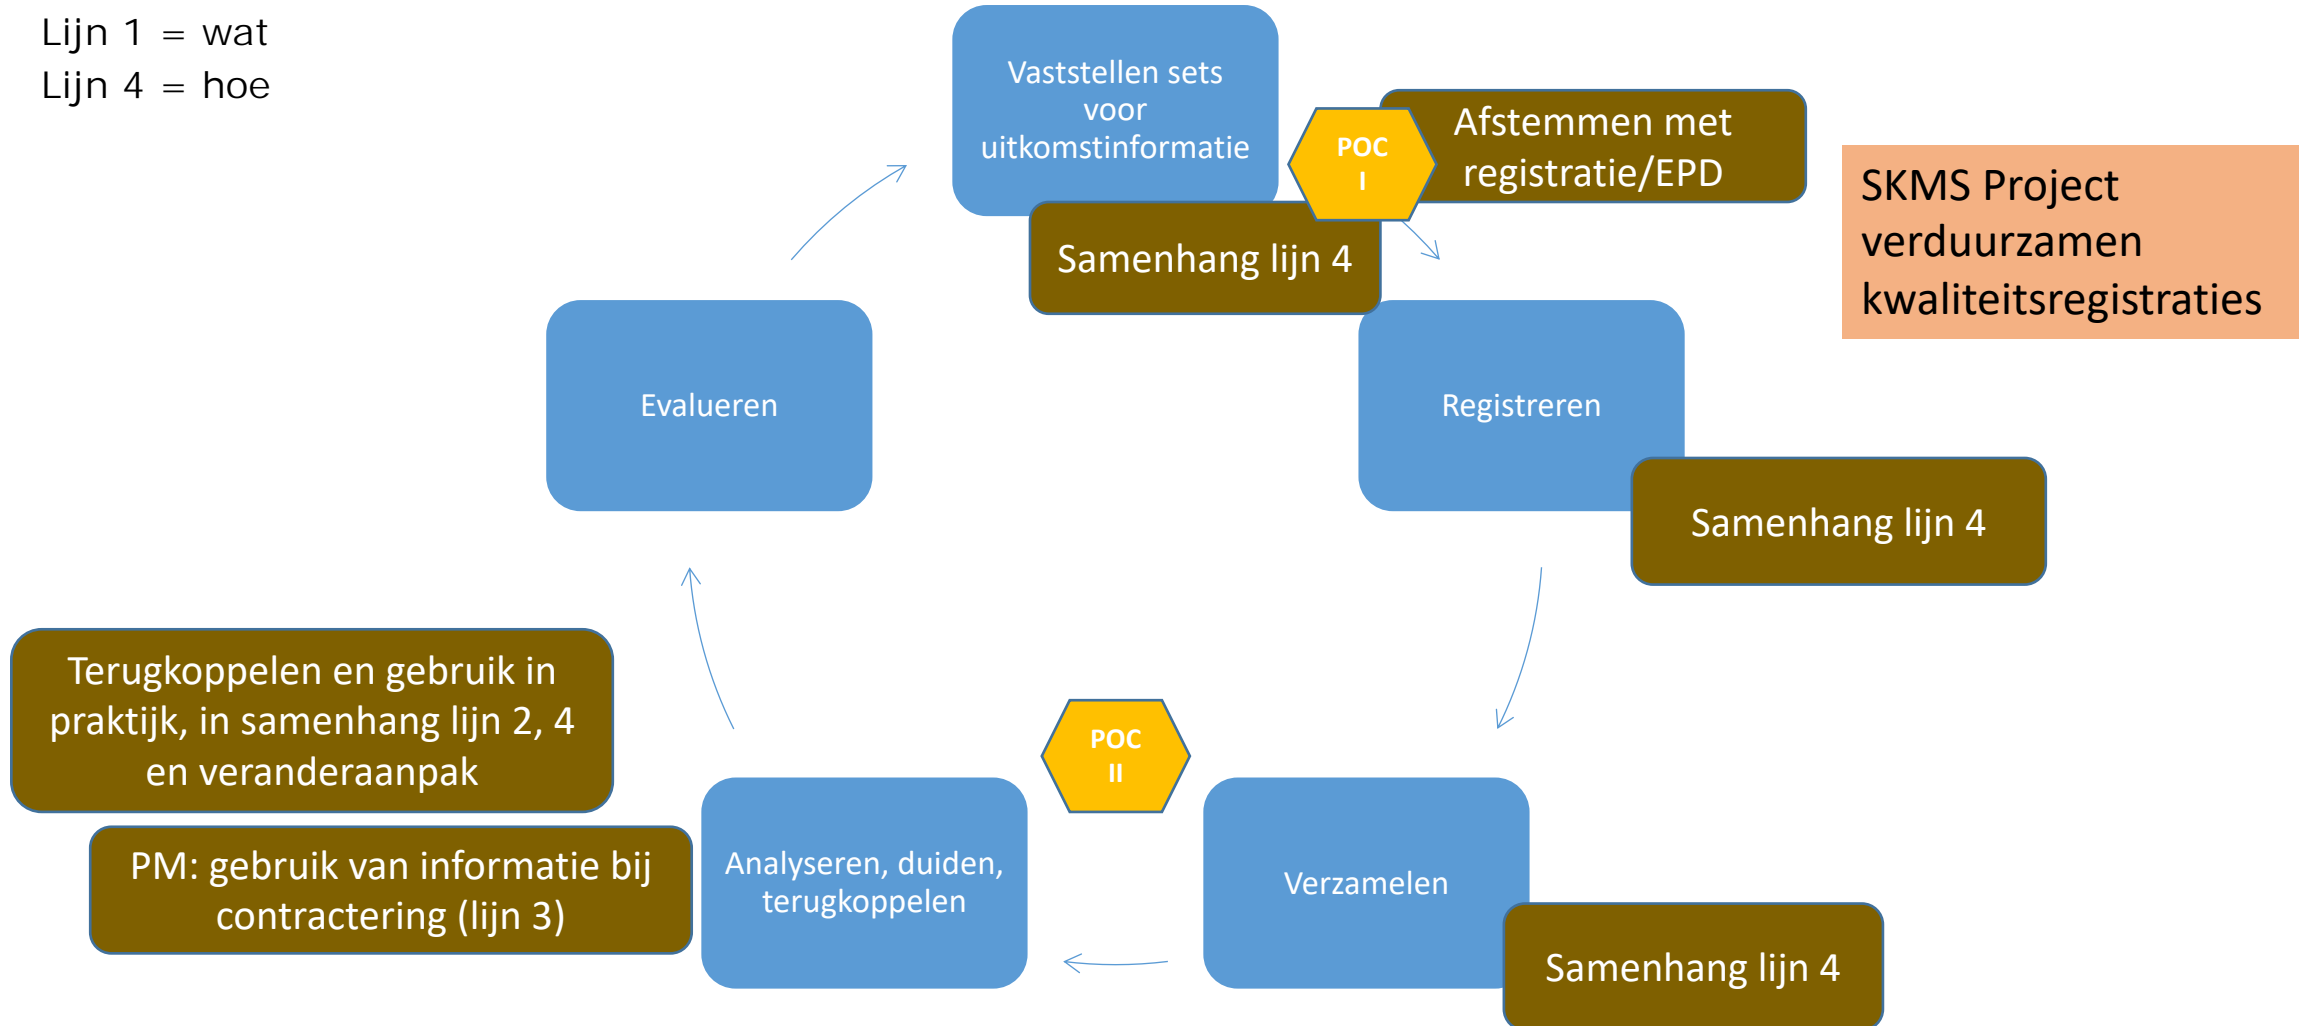 Lijn 1 = wat
Lijn 4 = hoe
Vaststellen sets
voor
uitkomstinformatie
POC
I
Afstemmen met
registratie/EPD
Samenhang lijn 4
SKMS Project
verduurzamen
kwaliteitsregistraties
Evalueren
Registreren
Samenhang lijn 4
Terugkoppelen en gebruik in
praktijk, in samenhang lijn 2, 4
en veranderaanpak
POC
II
PM: gebruik van informatie bij
contractering (lijn 3)
Analyseren, duiden,
terugkoppelen
Verzamelen
Samenhang lijn 4